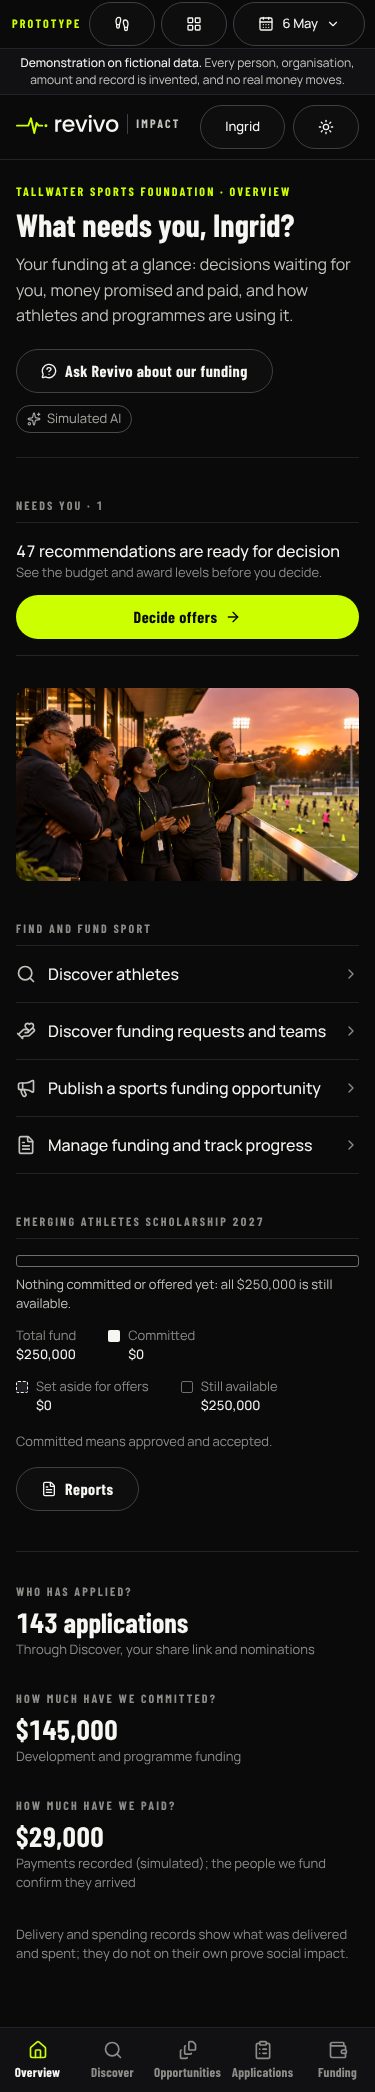 PROTOTYPE
6 May
Demonstration on fictional data. Every person, organisation,
amount and record is invented, and no real money moves.
revivo IMPACT
Ingrid
TALLWATER SPORTS FOUNDATION · OVERVIEW
What needs you, Ingrid?
Your funding at a glance: decisions waiting for
you, money promised and paid, and how
athletes and programmes are using it.
Ask Revivo about our funding
Simulated AI
NEEDS YOU · 1
47 recommendations are ready for decision
See the budget and award levels before you decide.
Decide offers
FIND AND FUND SPORT
Discover athletes
Discover funding requests and teams
Publish a sports funding opportunity
Manage funding and track progress
EMERGING ATHLETES SCHOLARSHIP 2027
Nothing committed or offered yet: all $250,000 is still
available.
Total fund Committed
$250,000 $0
Set aside for offers Still available
$0 $250,000
Committed means approved and accepted.
Reports
WHO HAS APPLIED?
143 applications
Through Discover, your share link and nominations
HOW MUCH HAVE WE COMMITTED?
$145,000
Development and programme funding
HOW MUCH HAVE WE PAID?
$29,000
Payments recorded (simulated); the people we fund
confirm they arrived
Delivery and spending records show what was delivered
and spent; they do not on their own prove social impact.
Overview Discover Opportunities Applications Funding